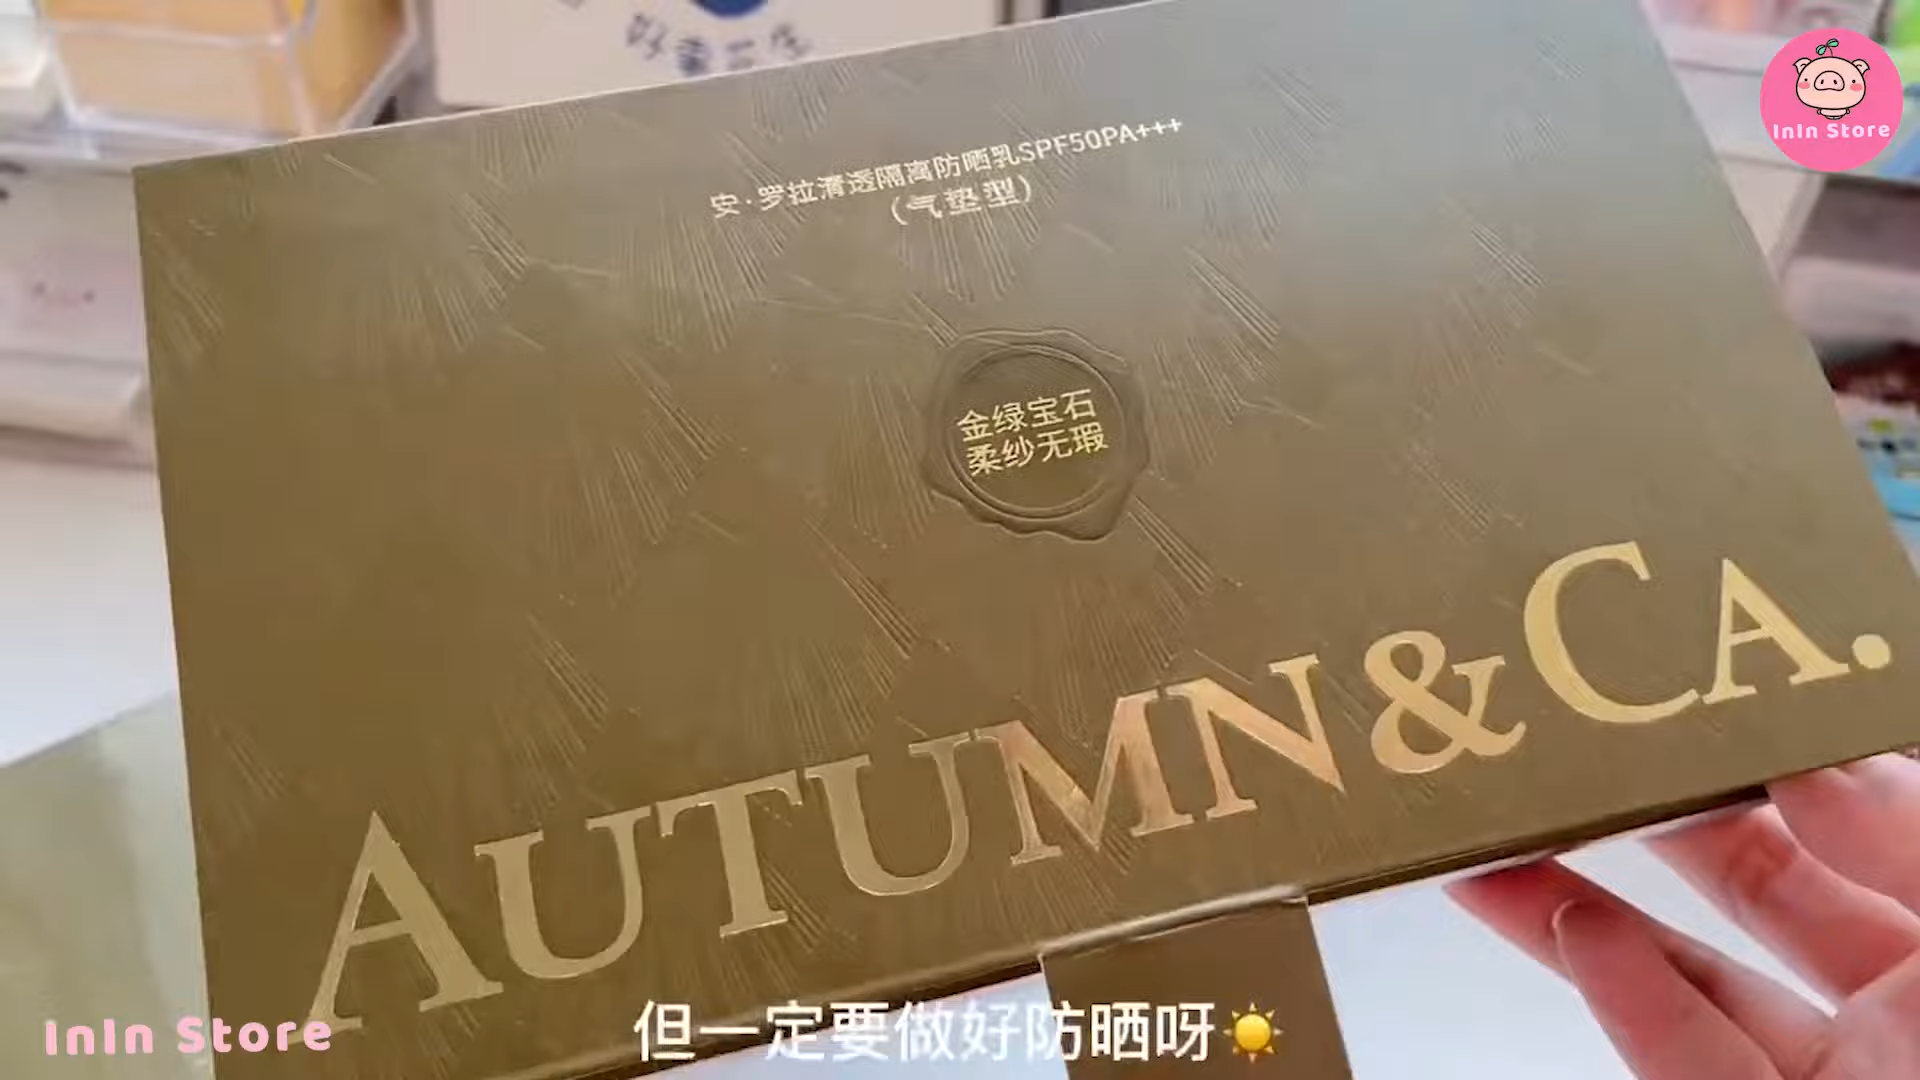 InIn Store
安·罗拉清透隔离防晒乳SPF50PA+++
(气垫型)
金绿宝石
柔纱无瑕
AUTUMN&CA.
InIn Store
但一定要做好防晒呀☀️